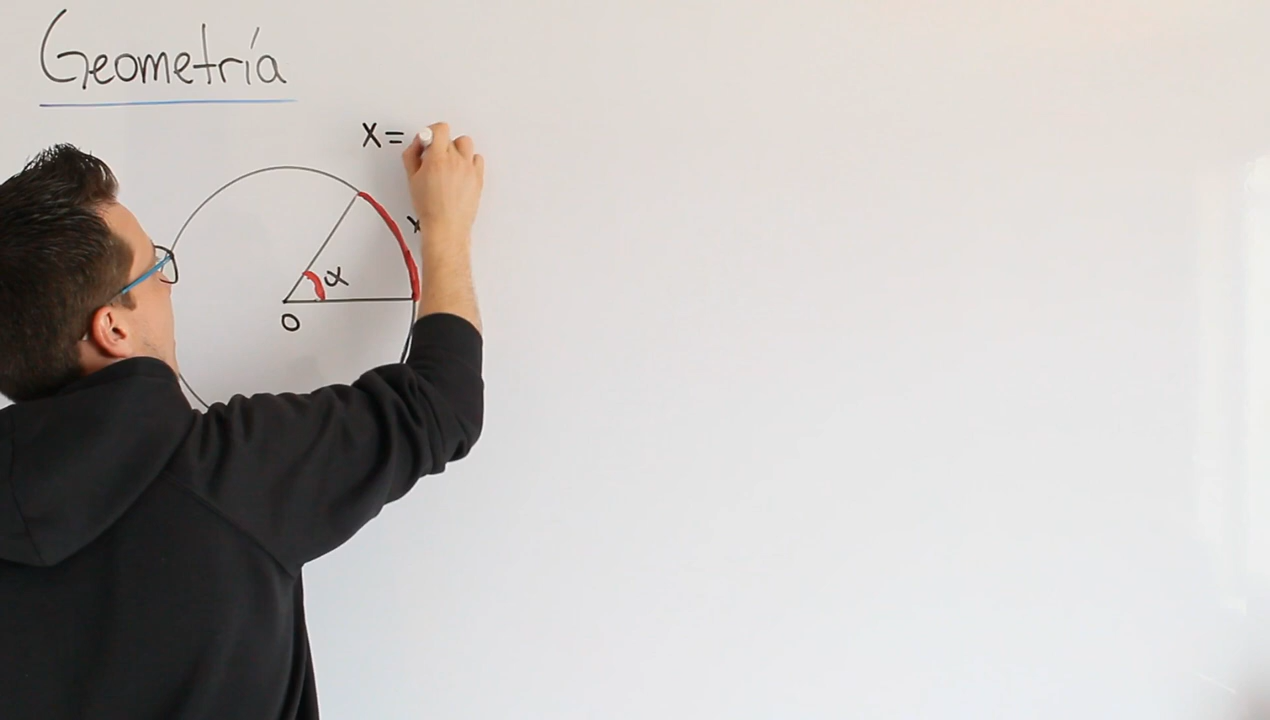 Geometría
x=
x
α
O